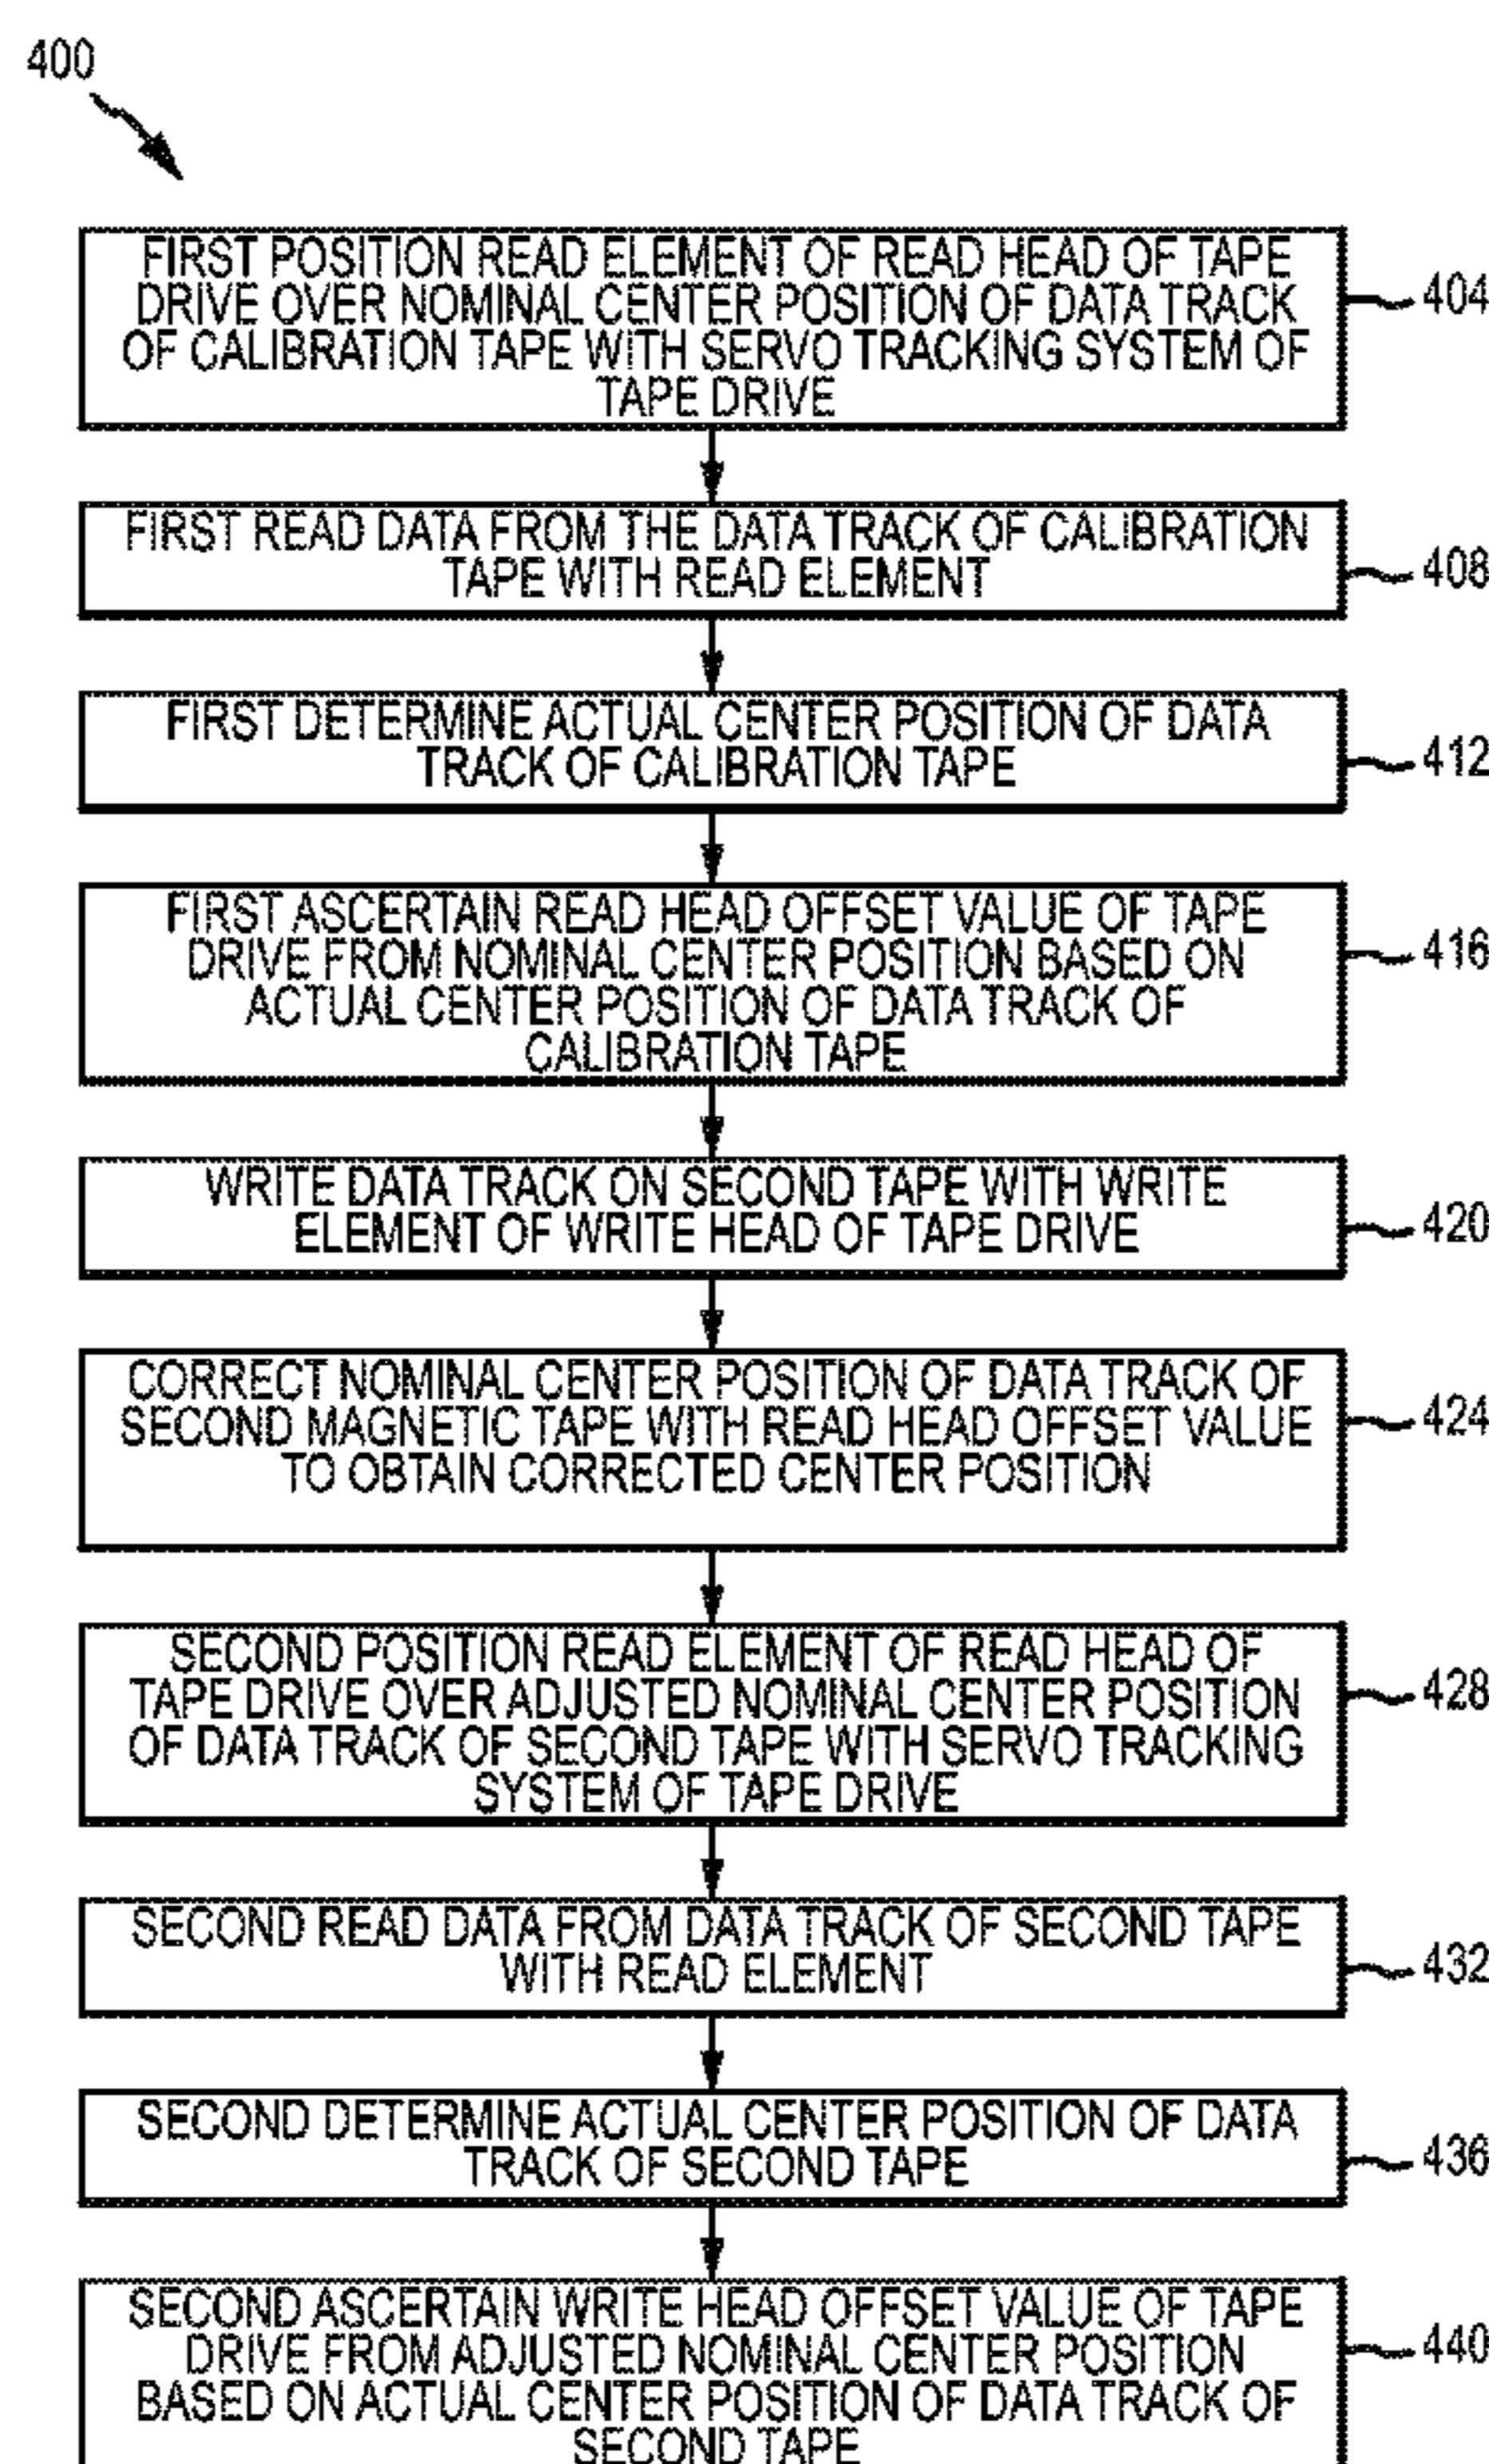 400
FIRST POSITION READ ELEMENT OF READ HEAD OF TAPE
DRIVE OVER NOMINAL CENTER POSITION OF DATA TRACK
OF CALIBRATION TAPE WITH SERVO TRACKING SYSTEM OF
TAPE DRIVE
404
FIRST READ DATA FROM THE DATA TRACK OF CALIBRATION
TAPE WITH READ ELEMENT
408
FIRST DETERMINE ACTUAL CENTER POSITION OF DATA
TRACK OF CALIBRATION TAPE
412
FIRST ASCERTAIN READ HEAD OFFSET VALUE OF TAPE
DRIVE FROM NOMINAL CENTER POSITION BASED ON
ACTUAL CENTER POSITION OF DATA TRACK OF
CALIBRATION TAPE
416
WRITE DATA TRACK ON SECOND TAPE WITH WRITE
ELEMENT OF WRITE HEAD OF TAPE DRIVE
420
CORRECT NOMINAL CENTER POSITION OF DATA TRACK OF
SECOND MAGNETIC TAPE WITH READ HEAD OFFSET VALUE
TO OBTAIN CORRECTED CENTER POSITION
424
SECOND POSITION READ ELEMENT OF READ HEAD OF
TAPE DRIVE OVER ADJUSTED NOMINAL CENTER POSITION
OF DATA TRACK OF SECOND TAPE WITH SERVO TRACKING
SYSTEM OF TAPE DRIVE
428
SECOND READ DATA FROM DATA TRACK OF SECOND TAPE
WITH READ ELEMENT
432
SECOND DETERMINE ACTUAL CENTER POSITION OF DATA
TRACK OF SECOND TAPE
436
SECOND ASCERTAIN WRITE HEAD OFFSET VALUE OF TAPE
DRIVE FROM ADJUSTED NOMINAL CENTER POSITION
BASED ON ACTUAL CENTER POSITION OF DATA TRACK OF
SECOND TAPE
440